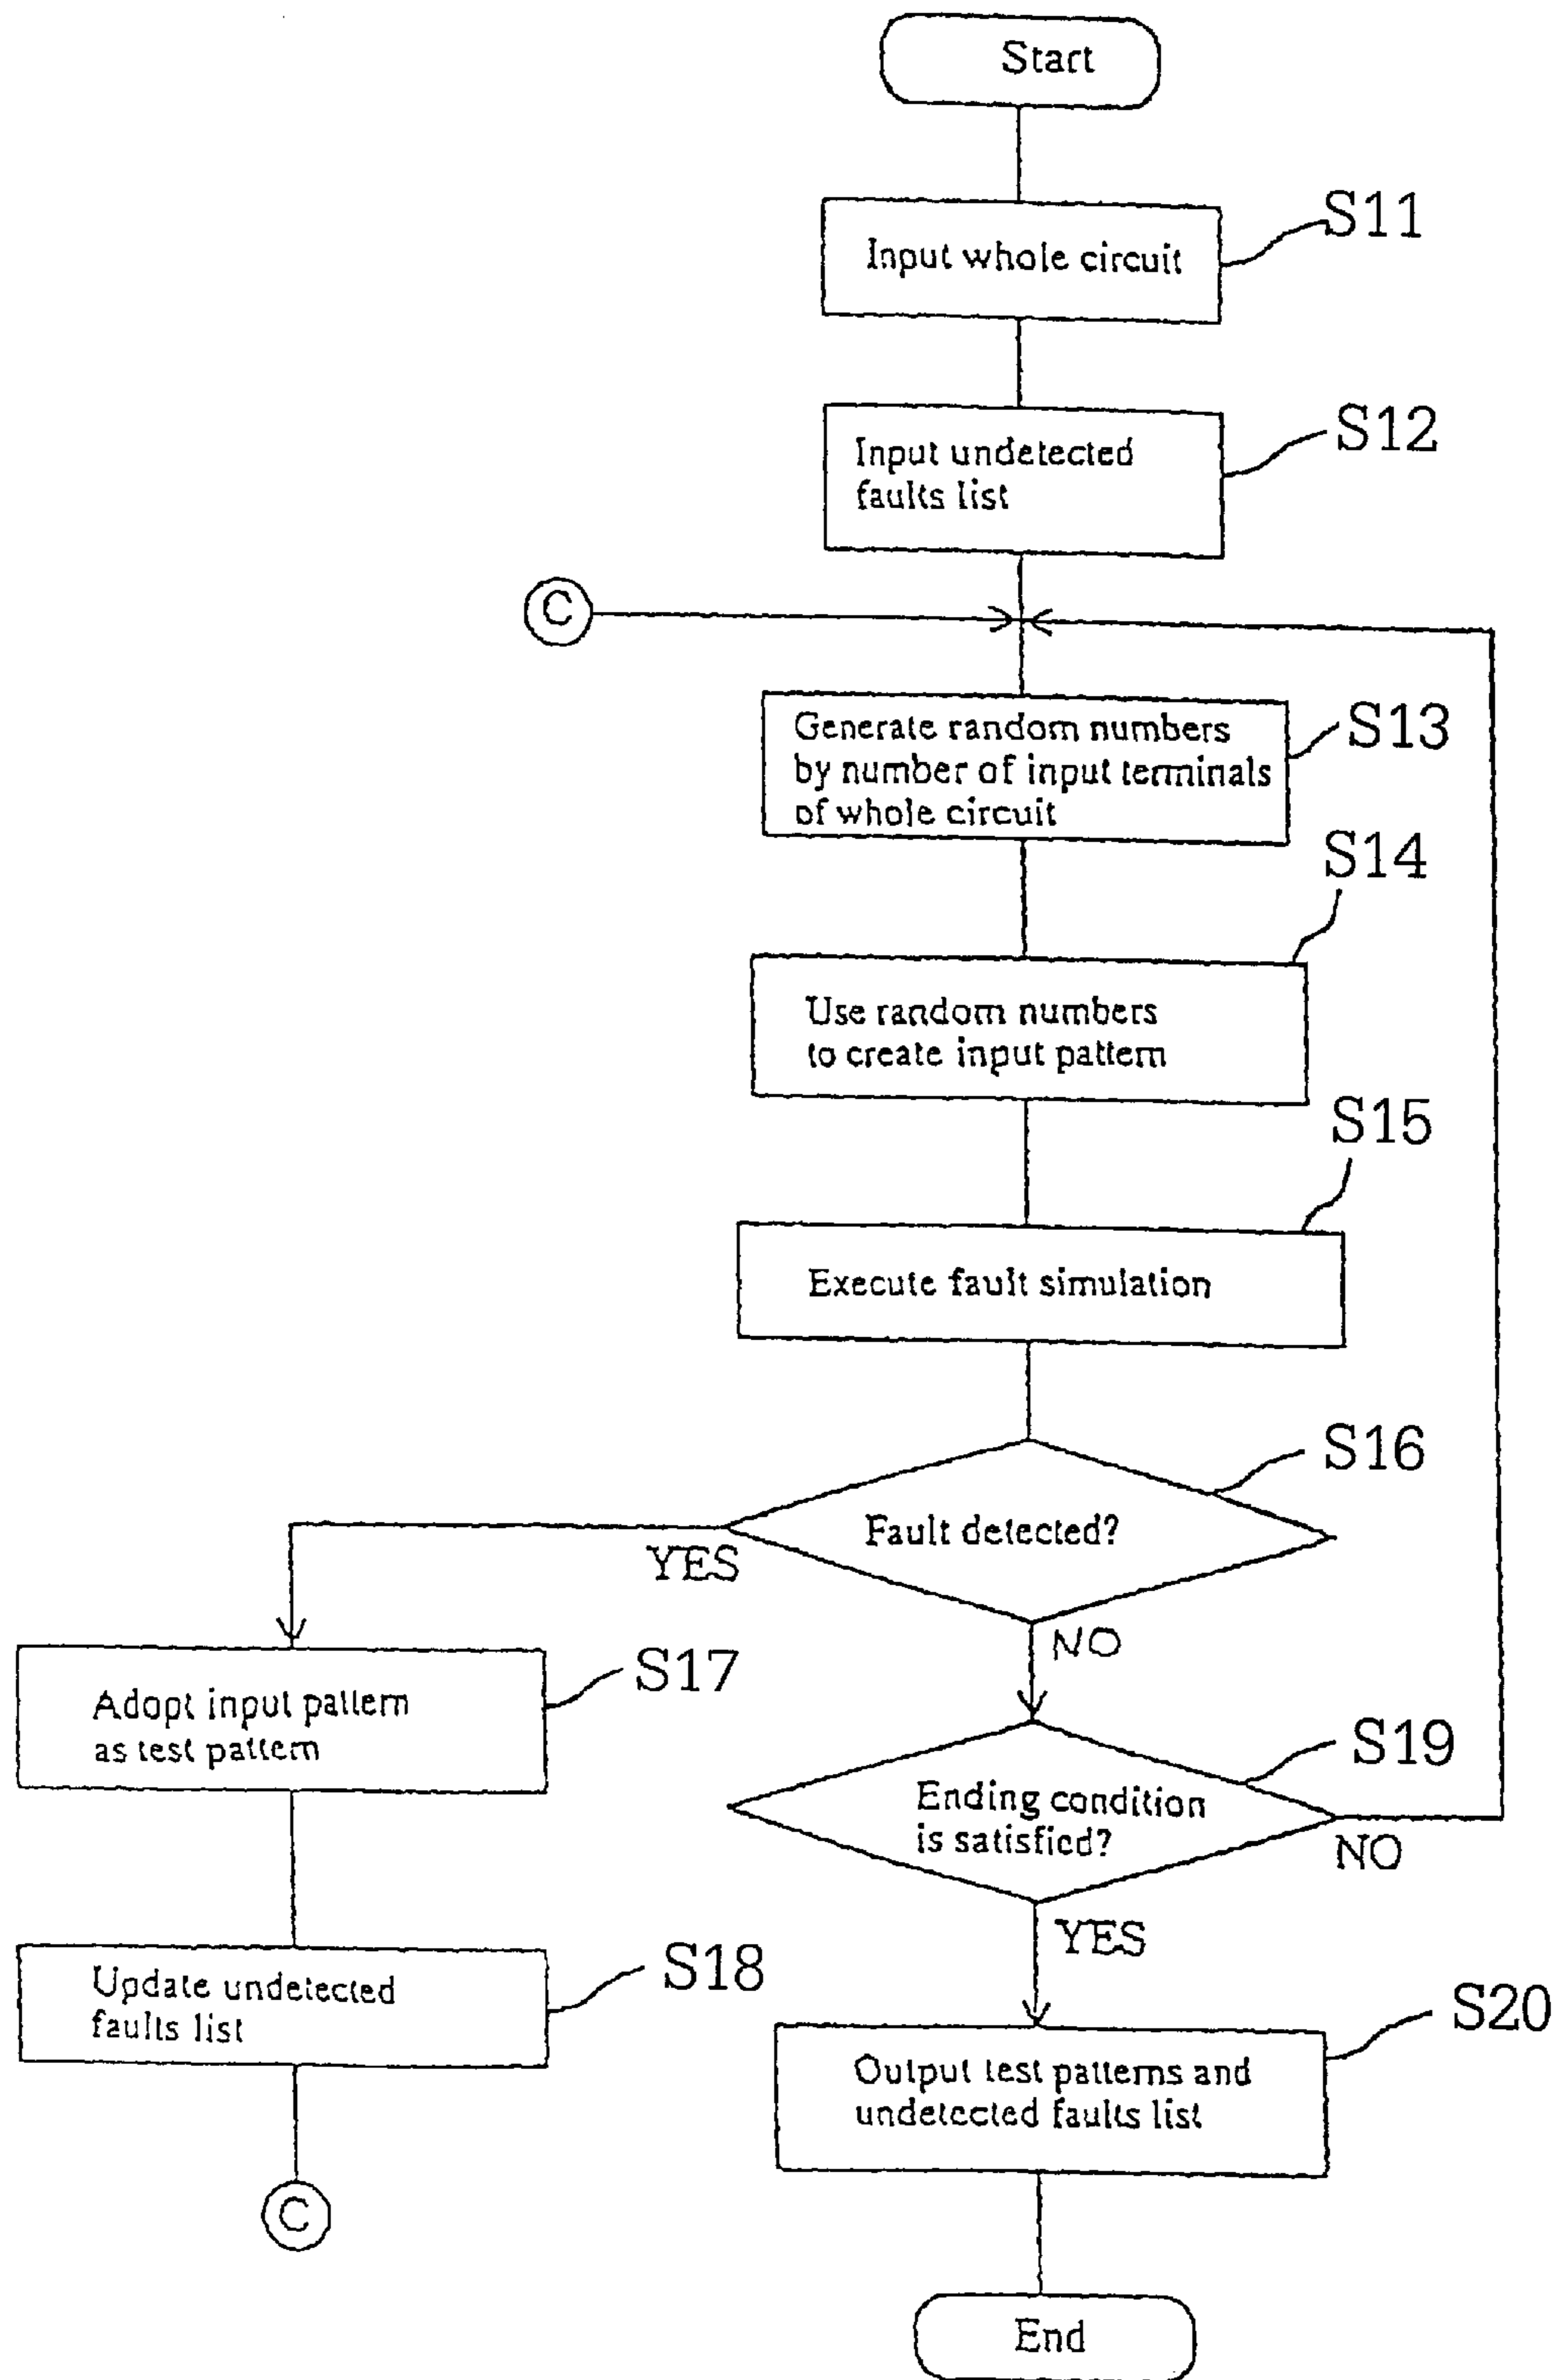 Start
Input whole circuit
S11
Input undetected
faults list
S12
C
Generate random numbers
by number of input terminals
of whole circuit
S13
Use random numbers
to create input pattern
S14
Execute fault simulation
S15
Fault detected?
S16
YES
NO
Adopt input pattern
as test pattern
S17
Ending condition
is satisfied?
S19
NO
YES
Update undetected
faults list
S18
Output test patterns and
undetected faults list
S20
C
End